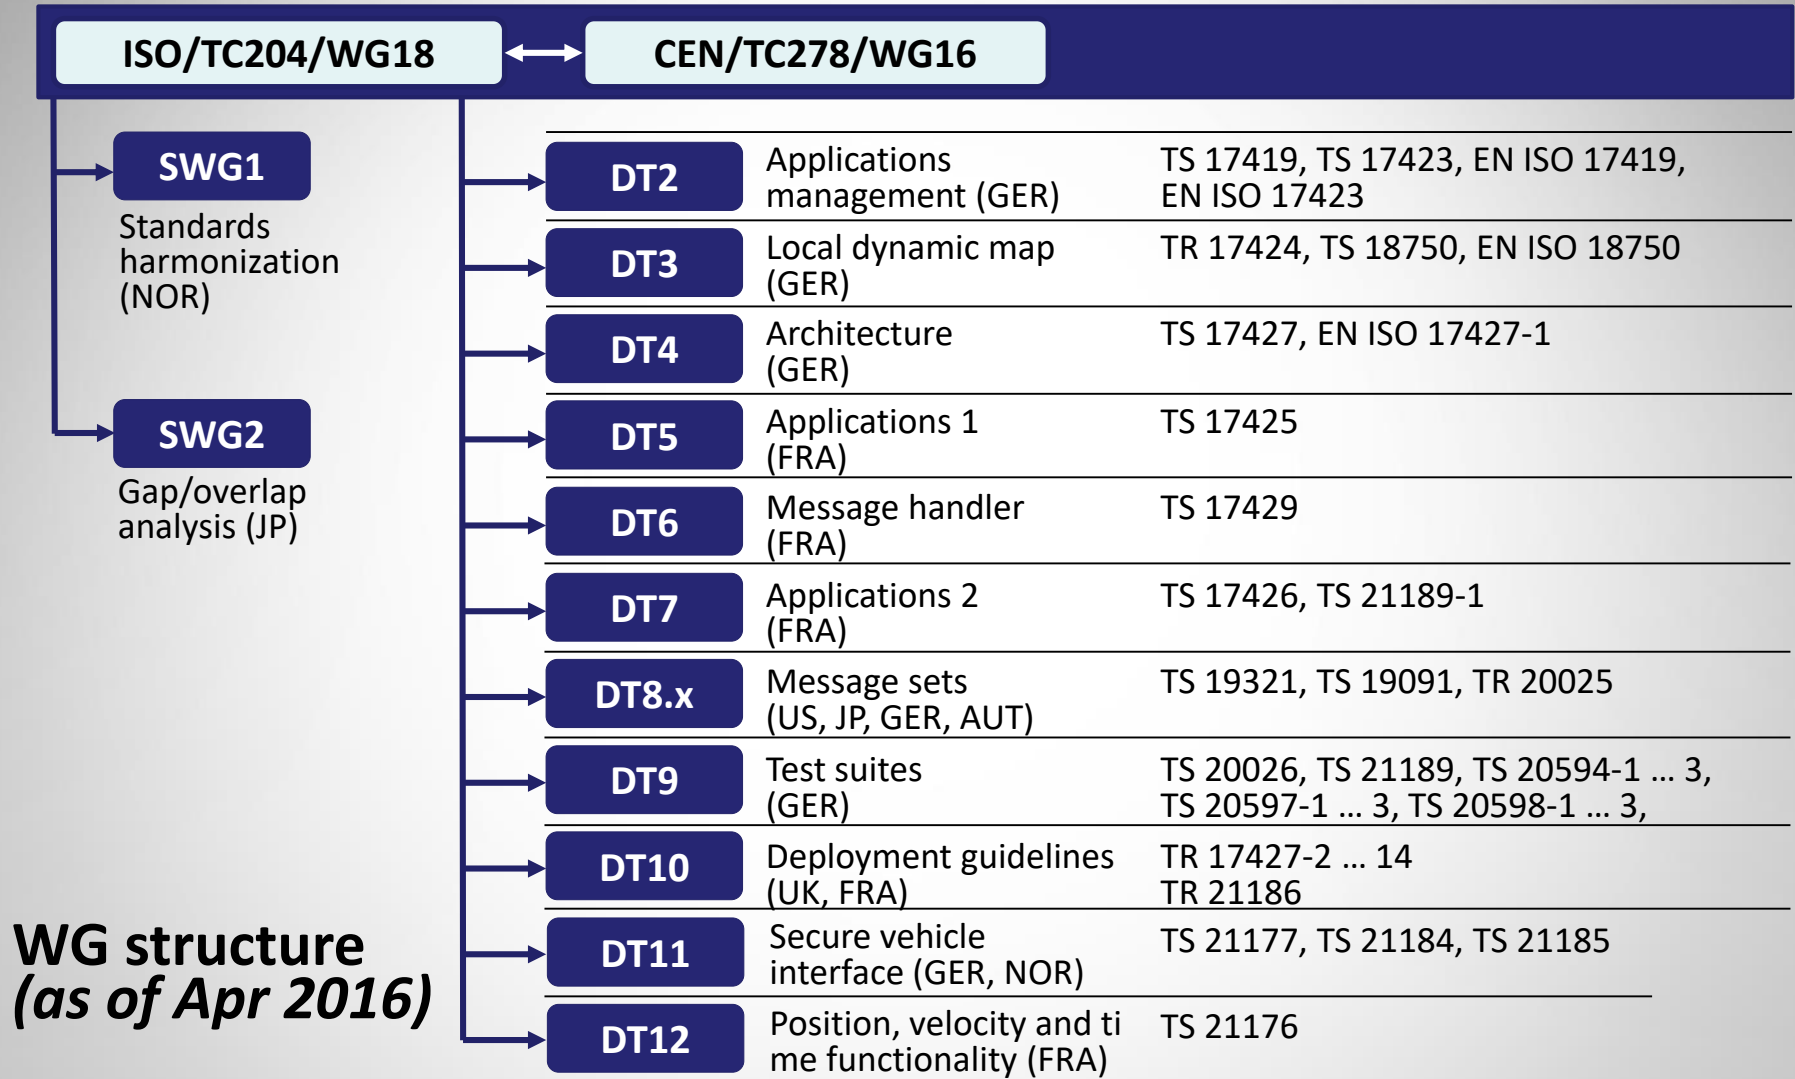 ISO/TC204/WG18
CEN/TC278/WG16
SWG1
Standards
harmonization
(NOR)
SWG2
Gap/overlap
analysis (JP)
DT2
Applications
management (GER)
TS 17419, TS 17423, EN ISO 17419,
EN ISO 17423
DT3
Local dynamic map
(GER)
TR 17424, TS 18750, EN ISO 18750
DT4
Architecture
(GER)
TS 17427, EN ISO 17427-1
DT5
Applications 1
(FRA)
TS 17425
DT6
Message handler
(FRA)
TS 17429
DT7
Applications 2
(FRA)
TS 17426, TS 21189-1
DT8.x
Message sets
(US, JP, GER, AUT)
TS 19321, TS 19091, TR 20025
DT9
Test suites
(GER)
TS 20026, TS 21189, TS 20594-1 ... 3,
TS 20597-1 ... 3, TS 20598-1 ... 3,
DT10
Deployment guidelines
(UK, FRA)
TR 17427-2 ... 14
TR 21186
DT11
Secure vehicle
interface (GER, NOR)
TS 21177, TS 21184, TS 21185
DT12
Position, velocity and ti
me functionality (FRA)
TS 21176
WG structure
(as of Apr 2016)